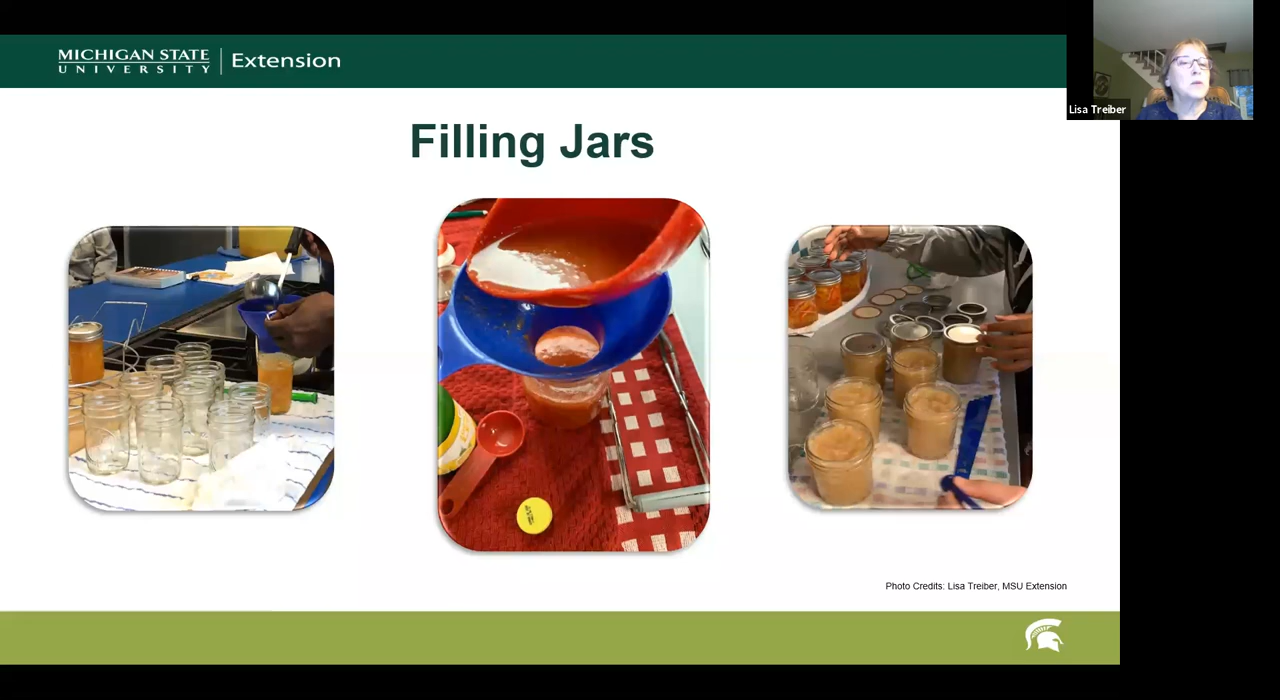 MICHIGAN STATE
UNIVERSITY
Extension
Lisa Treiber
Filling Jars
Photo Credits: Lisa Treiber, MSU Extension